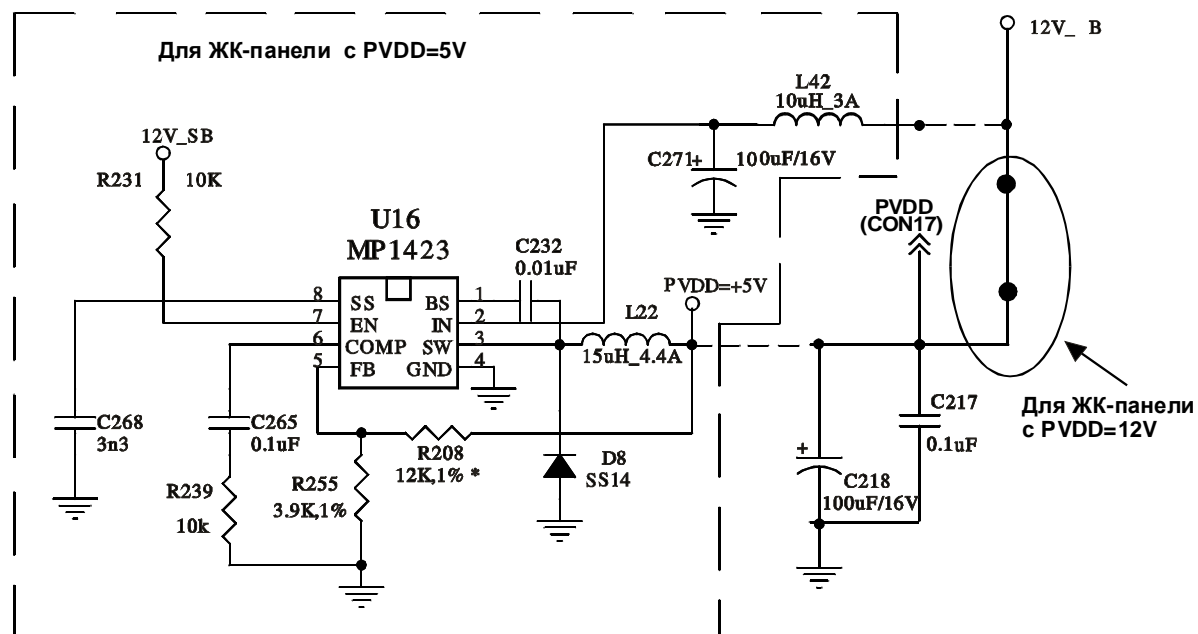 Для ЖК-панели с PVDD=5V
12V_ B
L42
10uH_3A
12V_SB
C271+
100uF/16V
R231 10K
PVDD
(CON17)
U16
MP1423
C232
0.01uF
PVDD=+5V
8 SS BS 1
7 EN IN 2
6 COMP SW 3
5 FB GND 4
L22
15uH_4.4A
C268
3n3
C265
0.1uF
R208
12K,1% *
D8
SS14
C217
0.1uF
Для ЖК-панели
с PVDD=12V
+
C218
100uF/16V
R239
10k
R255
3.9K,1%